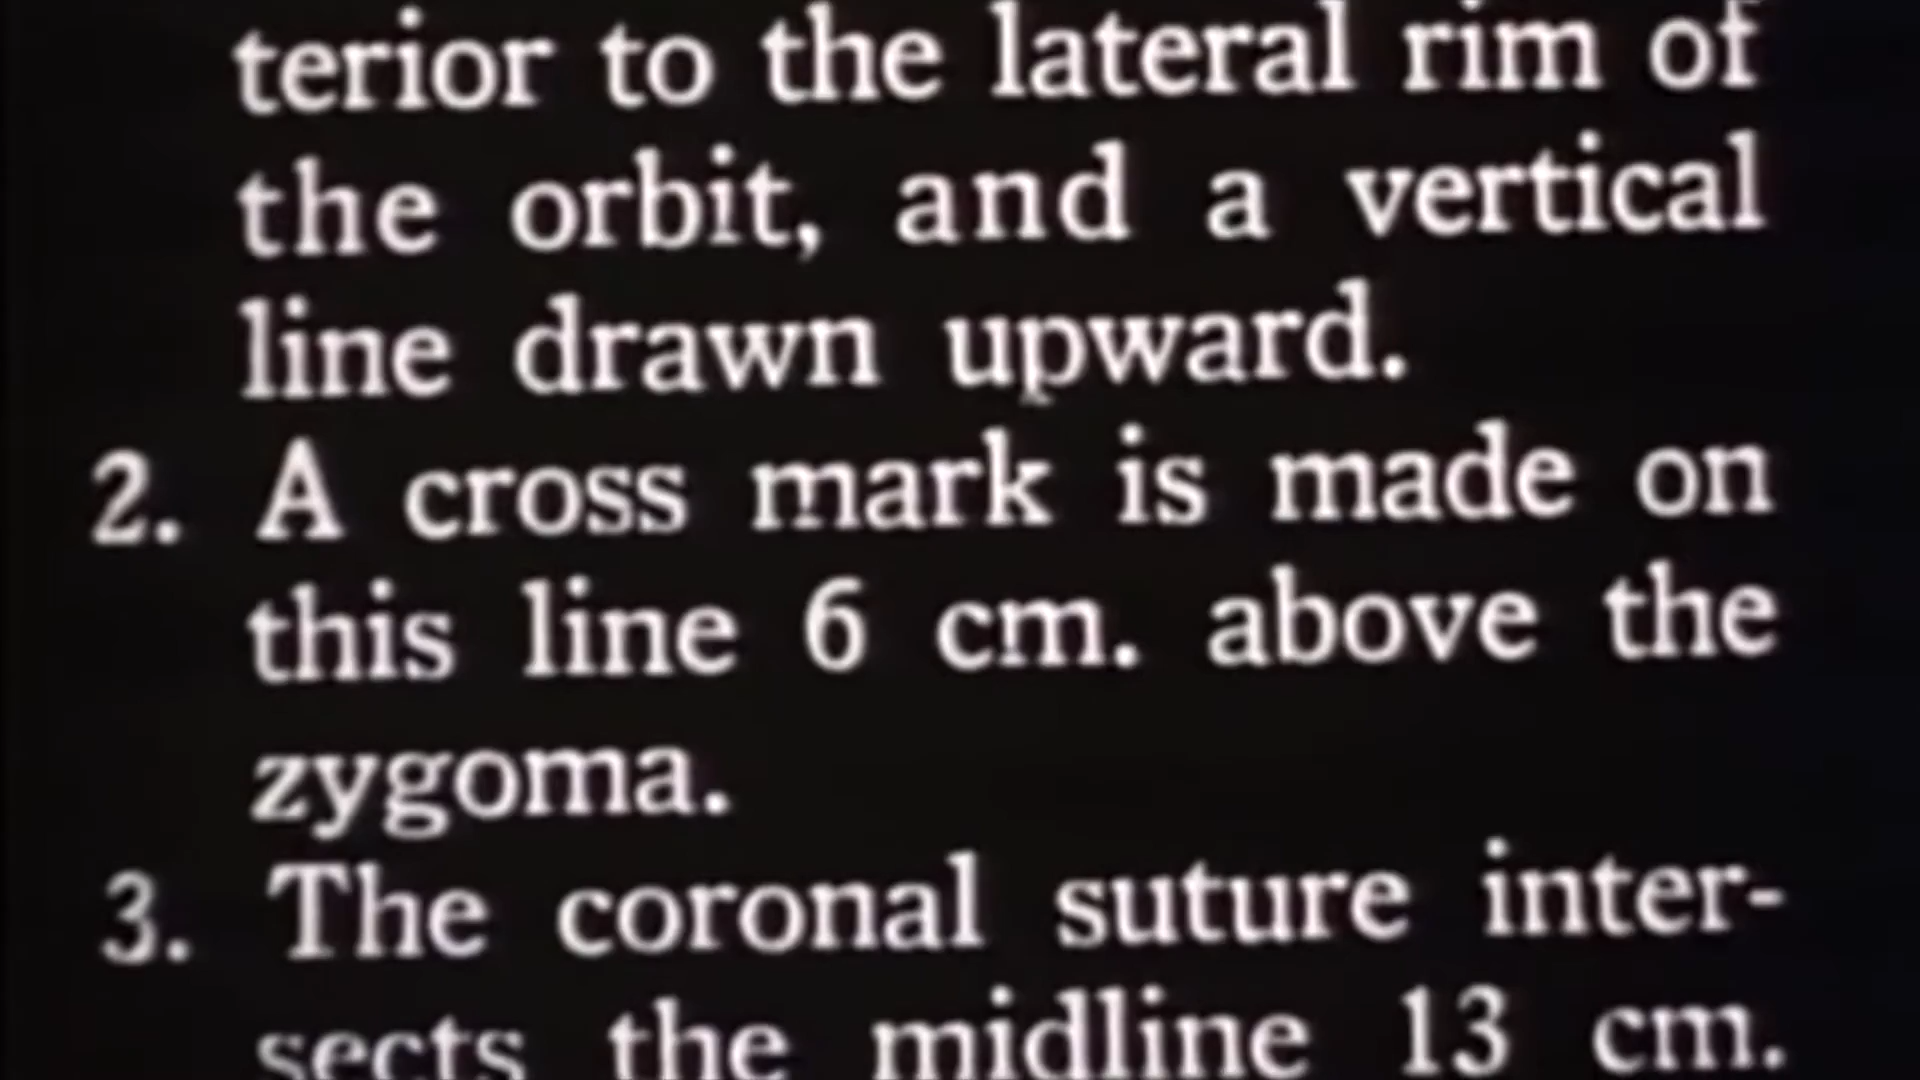 terior to the lateral rim of
the orbit, and a vertical
line drawn upward.
2. A cross mark is made on
this line 6 cm. above the
zygoma.
3. The coronal suture inter-
sects the midline 13 cm.